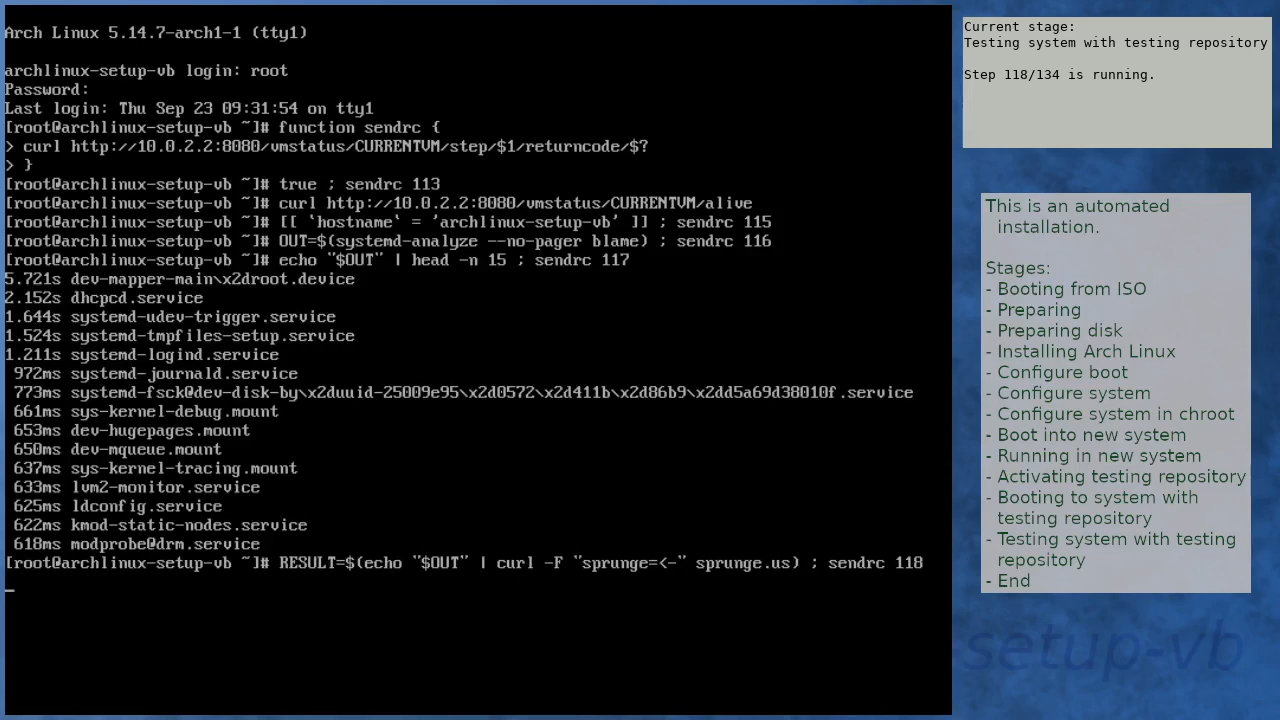 Arch Linux 5.14.7-arch1-1 (tty1)
archlinux-setup-vb login: root
Password:
Last login: Thu Sep 23 09:31:54 on tty1
[root@archlinux-setup-vb ~]# function sendrc {
> curl http://10.0.2.2:8080/vmstatus/CURRENTVM/step/$1/returncode/$?
> }
[root@archlinux-setup-vb ~]# true ; sendrc 113
[root@archlinux-setup-vb ~]# curl http://10.0.2.2:8080/vmstatus/CURRENTVM/alive
[root@archlinux-setup-vb ~]# [[ `hostname` = 'archlinux-setup-vb' ]] ; sendrc 115
[root@archlinux-setup-vb ~]# OUT=$(systemd-analyze --no-pager blame) ; sendrc 116
[root@archlinux-setup-vb ~]# echo "$OUT" | head -n 15 ; sendrc 117
5.721s dev-mapper-main\x2droot.device
2.152s dhcpcd.service
1.644s systemd-udev-trigger.service
1.524s systemd-tmpfiles-setup.service
1.211s systemd-logind.service
972ms systemd-journald.service
773ms systemd-fsck@dev-disk-by\x2duuid-25009e95\x2d0572\x2d411b\x2d86b9\x2dd5a69d38010f.service
661ms sys-kernel-debug.mount
653ms dev-hugepages.mount
650ms dev-mqueue.mount
637ms sys-kernel-tracing.mount
633ms lvm2-monitor.service
625ms ldconfig.service
622ms kmod-static-nodes.service
618ms modprobe@drm.service
[root@archlinux-setup-vb ~]# RESULT=$(echo "$OUT" | curl -F "sprunge=<-" sprunge.us) ; sendrc 118
Current stage:
Testing system with testing repository
Step 118/134 is running.
This is an automated
installation.
Stages:
- Booting from ISO
- Preparing
- Preparing disk
- Installing Arch Linux
- Configure boot
- Configure system
- Configure system in chroot
- Boot into new system
- Running in new system
- Activating testing repository
- Booting to system with
testing repository
- Testing system with testing
repository
- End
setup-vb